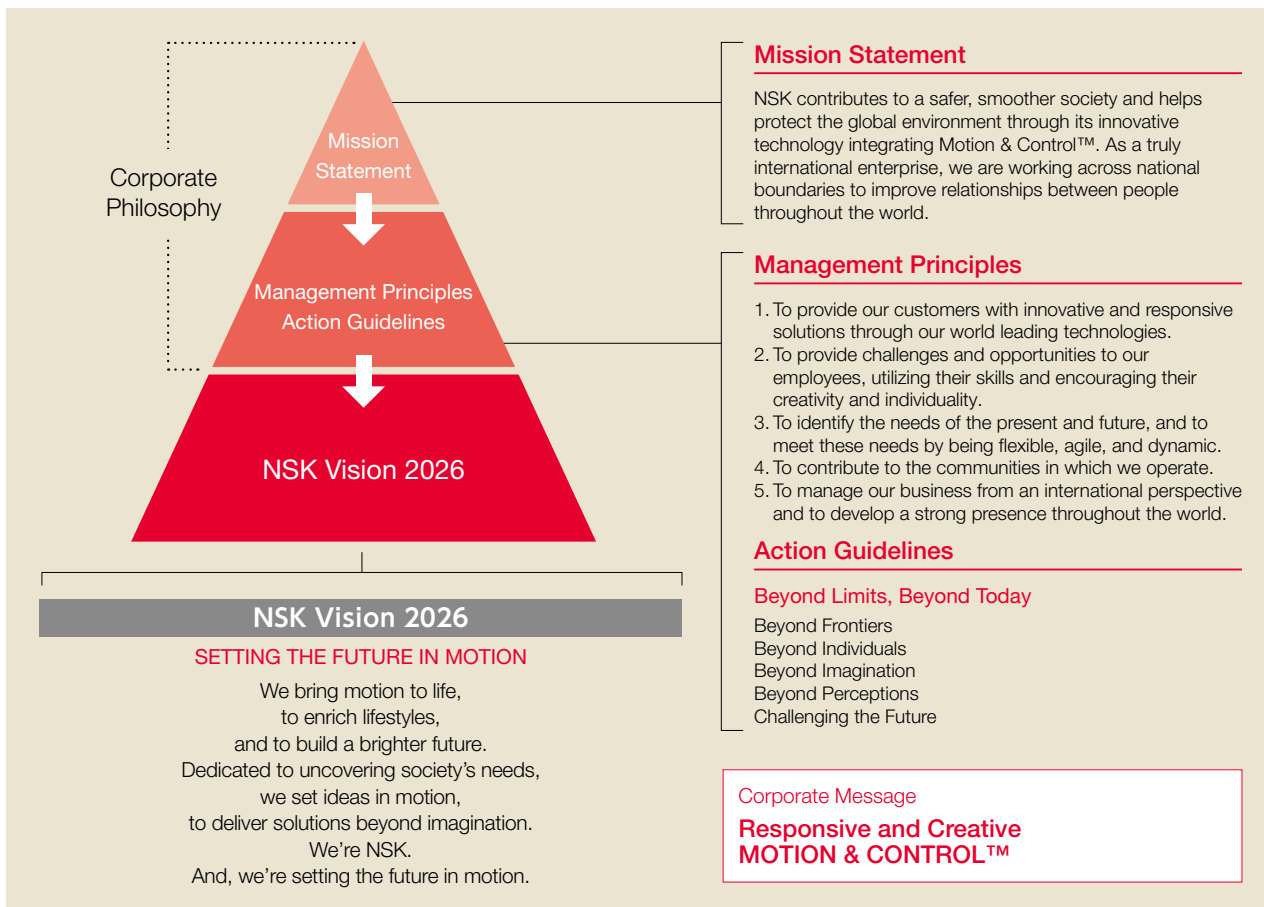 Corporate
Philosophy
Mission
Statement
Management Principles
Action Guidelines
NSK Vision 2026
NSK Vision 2026
SETTING THE FUTURE IN MOTION
We bring motion to life,
to enrich lifestyles,
and to build a brighter future.
Dedicated to uncovering society’s needs,
we set ideas in motion,
to deliver solutions beyond imagination.
We’re NSK.
And, we’re setting the future in motion.
Mission Statement
NSK contributes to a safer, smoother society and helps
protect the global environment through its innovative
technology integrating Motion & Control™. As a truly
international enterprise, we are working across national
boundaries to improve relationships between people
throughout the world.
Management Principles
1. To provide our customers with innovative and responsive
solutions through our world leading technologies.
2. To provide challenges and opportunities to our
employees, utilizing their skills and encouraging their
creativity and individuality.
3. To identify the needs of the present and future, and to
meet these needs by being flexible, agile, and dynamic.
4. To contribute to the communities in which we operate.
5. To manage our business from an international perspective
and to develop a strong presence throughout the world.
Action Guidelines
Beyond Limits, Beyond Today
Beyond Frontiers
Beyond Individuals
Beyond Imagination
Beyond Perceptions
Challenging the Future
Corporate Message
Responsive and Creative
MOTION & CONTROL™